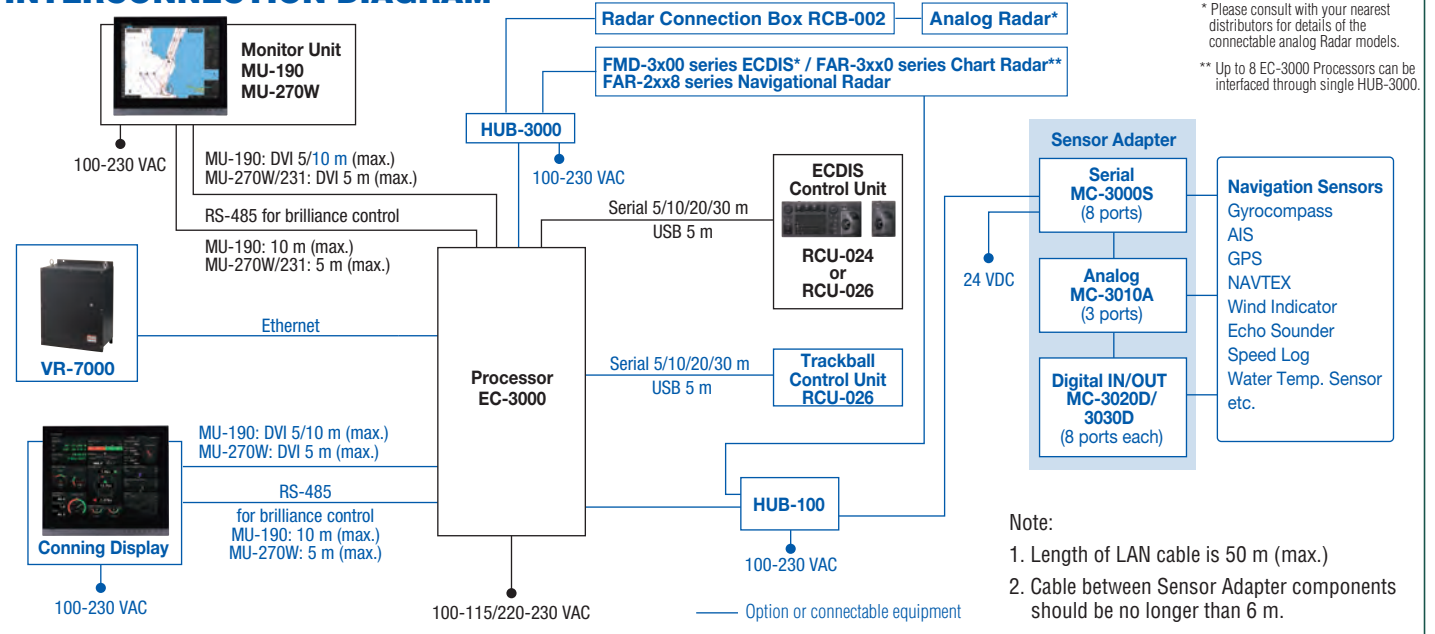 INTERCONNECTION DIAGRAM
Radar Connection Box RCB-002
Analog Radar*
* Please consult with your nearest
distributors for details of the
connectable analog Radar models.
** Up to 8 EC-3000 Processors can be
interfaced through single HUB-3000.
FMD-3x00 series ECDIS* / FAR-3xx0 series Chart Radar**
FAR-2xx8 series Navigational Radar
Monitor Unit
MU-190
MU-270W
100-230 VAC
HUB-3000
100-230 VAC
MU-190: DVI 5/10 m (max.)
MU-270W/231: DVI 5 m (max.)
RS-485 for brilliance control
MU-190: 10 m (max.)
MU-270W/231: 5 m (max.)
Serial 5/10/20/30 m
USB 5 m
ECDIS
Control Unit
RCU-024
or
RCU-026
VR-7000
Ethernet
Processor
EC-3000
Serial 5/10/20/30 m
USB 5 m
Trackball
Control Unit
RCU-026
Conning Display
100-230 VAC
MU-190: DVI 5/10 m (max.)
MU-270W: DVI 5 m (max.)
RS-485
for brilliance control
MU-190: 10 m (max.)
MU-270W: 5 m (max.)
100-115/220-230 VAC
HUB-100
100-230 VAC
Option or connectable equipment
Sensor Adapter
Serial
MC-3000S
(8 ports)
24 VDC
Analog
MC-3010A
(3 ports)
Digital IN/OUT
MC-3020D/
3030D
(8 ports each)
Navigation Sensors
Gyrocompass
AIS
GPS
NAVTEX
Wind Indicator
Echo Sounder
Speed Log
Water Temp. Sensor
etc.
Note:
1. Length of LAN cable is 50 m (max.)
2. Cable between Sensor Adapter components
should be no longer than 6 m.